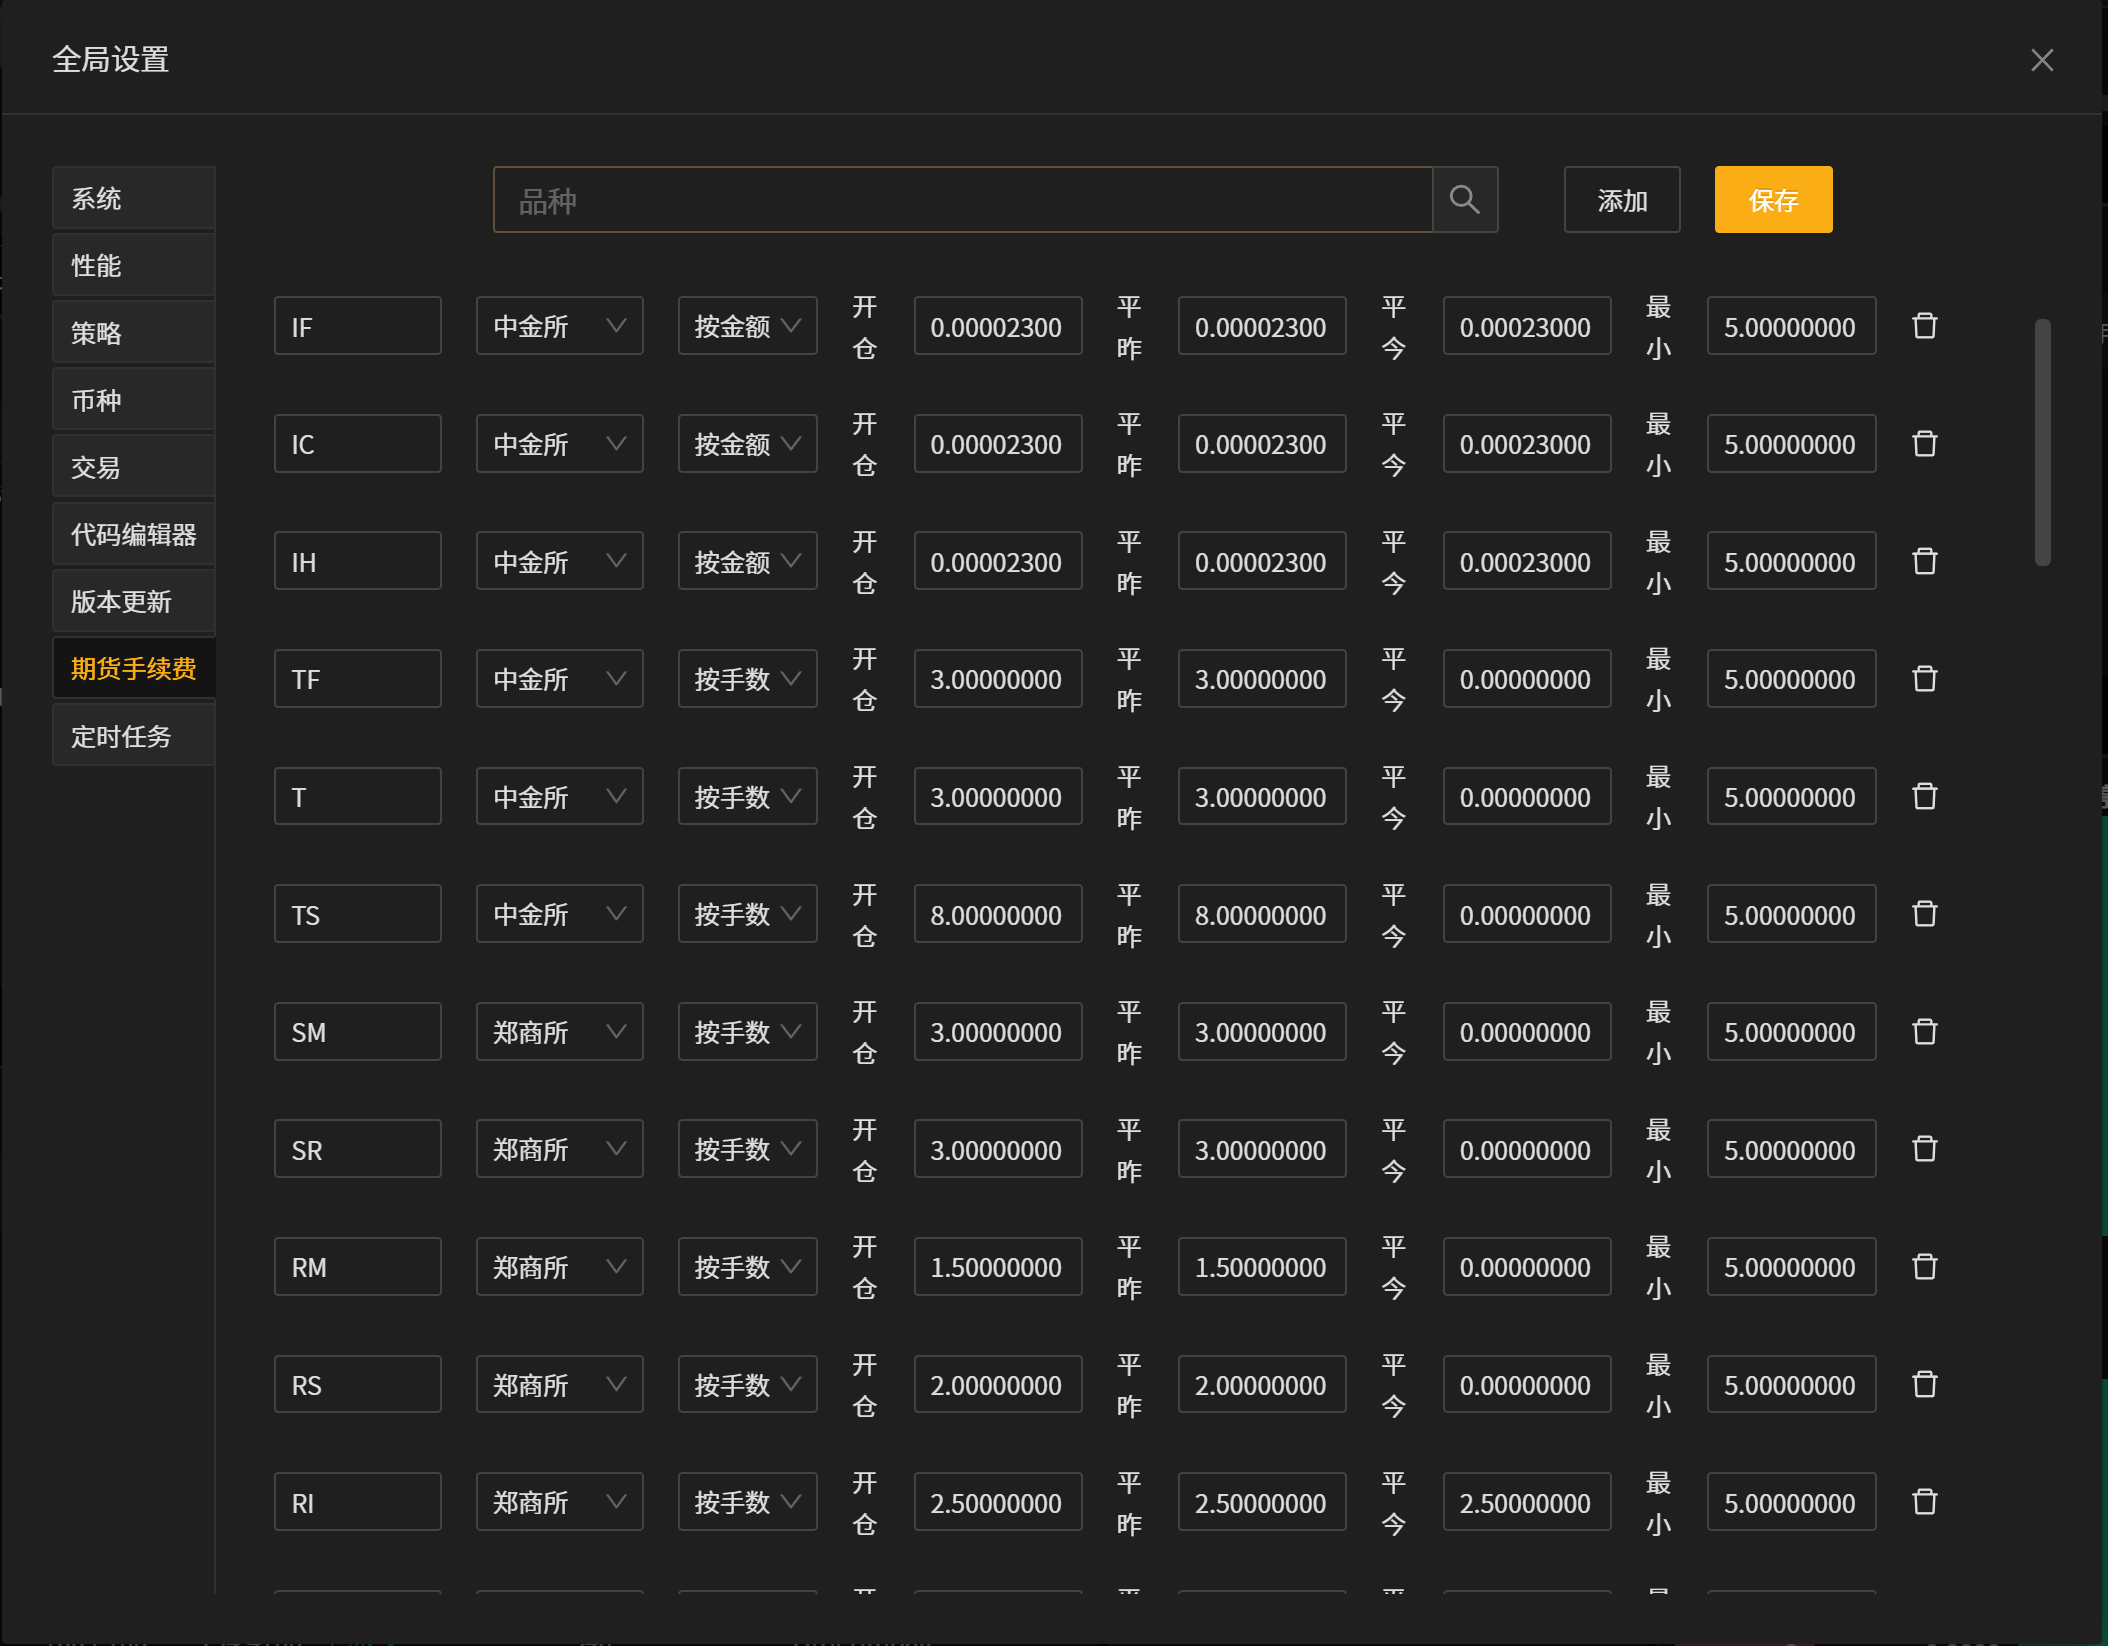 全局设置
系统
性能
策略
币种
交易
代码编辑器
版本更新
期货手续费
定时任务
品种 添加 保存
IF 中金所 按金额 开仓 0.00002300 平昨 0.00002300 平今 0.00023000 最小 5.00000000
IC 中金所 按金额 开仓 0.00002300 平昨 0.00002300 平今 0.00023000 最小 5.00000000
IH 中金所 按金额 开仓 0.00002300 平昨 0.00002300 平今 0.00023000 最小 5.00000000
TF 中金所 按手数 开仓 3.00000000 平昨 3.00000000 平今 0.00000000 最小 5.00000000
T 中金所 按手数 开仓 3.00000000 平昨 3.00000000 平今 0.00000000 最小 5.00000000
TS 中金所 按手数 开仓 8.00000000 平昨 8.00000000 平今 0.00000000 最小 5.00000000
SM 郑商所 按手数 开仓 3.00000000 平昨 3.00000000 平今 0.00000000 最小 5.00000000
SR 郑商所 按手数 开仓 3.00000000 平昨 3.00000000 平今 0.00000000 最小 5.00000000
RM 郑商所 按手数 开仓 1.50000000 平昨 1.50000000 平今 0.00000000 最小 5.00000000
RS 郑商所 按手数 开仓 2.00000000 平昨 2.00000000 平今 0.00000000 最小 5.00000000
RI 郑商所 按手数 开仓 2.50000000 平昨 2.50000000 平今 2.50000000 最小 5.00000000